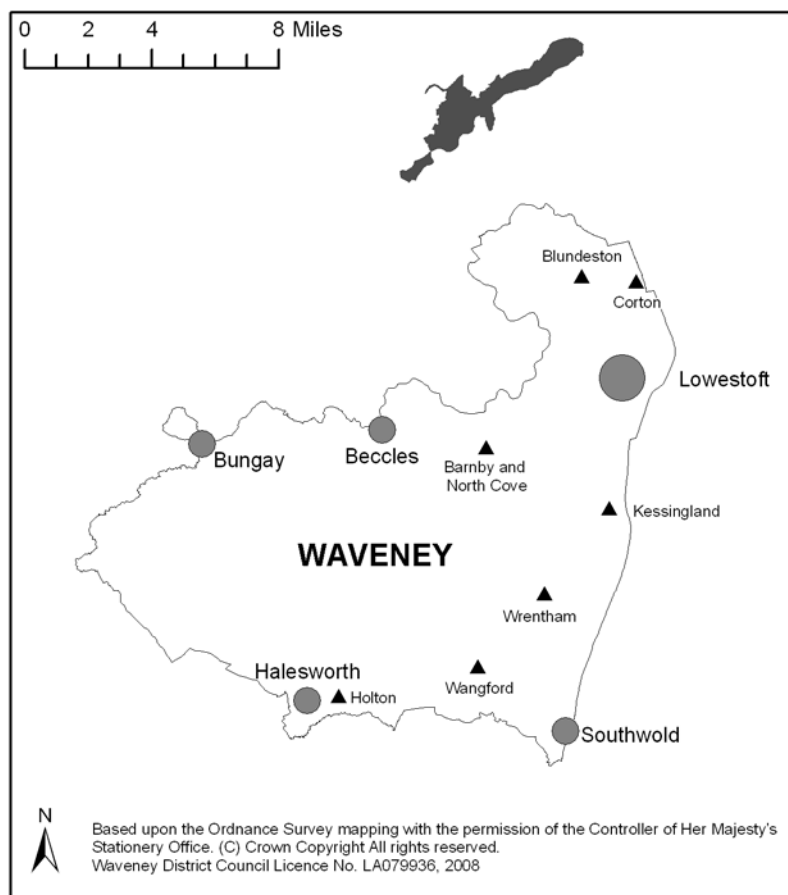 0 2 4 8 Miles
Blundeston
Corton
Lowestoft
Bungay
Beccles
Barnby and
North Cove
Kessingland
WAVENEY
Wrentham
Halesworth
Holton
Wangford
Southwold
N
Based upon the Ordnance Survey mapping with the permission of the Controller of Her Majesty's
Stationery Office. (C) Crown Copyright All rights reserved.
Waveney District Council Licence No. LA079936, 2008